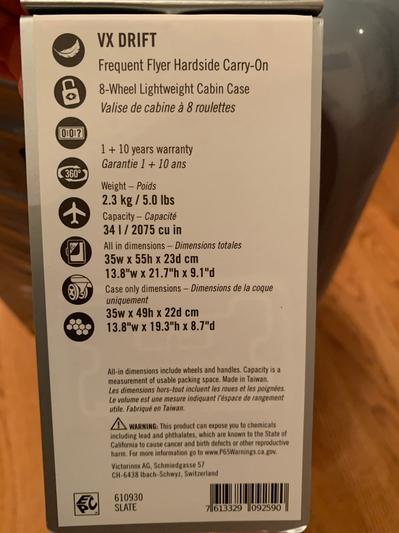 VX DRIFT
Frequent Flyer Hardside Carry-On
8-Wheel Lightweight Cabin Case
Valise de cabine à 8 roulettes
0:0:?
1 + 10 years warranty
Garantie 1 + 10 ans
360°
Weight – Poids
2.3 kg / 5.0 lbs
Capacity – Capacité
34 l / 2075 cu in
All in dimensions – Dimensions totales
35w x 55h x 23d cm
13.8"w x 21.7"h x 9.1"d
Case only dimensions – Dimensions de la coque
uniquement
35w x 49h x 22d cm
13.8"w x 19.3"h x 8.7"d
All-in dimensions include wheels and handles. Capacity is a
measurement of usable packing space. Made in Taiwan.
Les dimensions hors-tout incluent les roues et les poignées.
Le volume est une mesure indiquant l'éspace de rangement
utile. Fabriqué en Taiwan.
WARNING: This product can expose you to chemicals
including lead and phthalates, which are known to the State of
California to cause cancer and birth defects or other reproductive
harm. For more information go to www.P65Warnings.ca.gov.
Victorinox AG, Schmiedgasse 57
CH-6438 Ibach-Schwyz, Switzerland
610930
SLATE
7 613329 092590